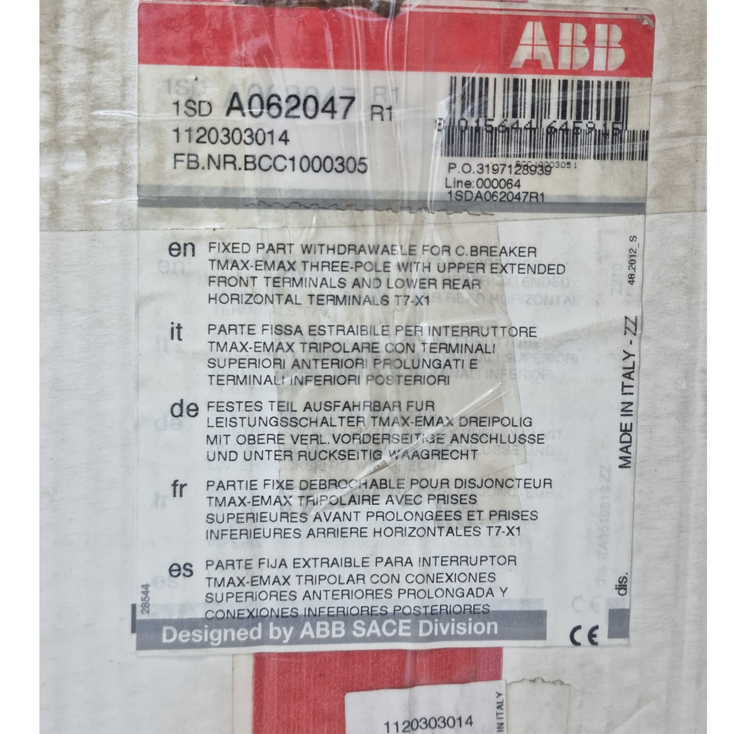 ABB
1SD A062047 R1
1120303014
FB.NR.BCC1000305
P.O.3197128939
Line:000064
1SDA062047R1
48.2012_S
en FIXED PART WITHDRAWABLE FOR C.BREAKER
TMAX-EMAX THREE-POLE WITH UPPER EXTENDED
FRONT TERMINALS AND LOWER REAR
HORIZONTAL TERMINALS T7-X1
it PARTE FISSA ESTRAIBILE PER INTERRUTTORE
TMAX-EMAX TRIPOLARE CON TERMINALI
SUPERIORI ANTERIORI PROLUNGATI E
TERMINALI INFERIORI POSTERIORI
de FESTES TEIL AUSFAHRBAR FUR
LEISTUNGSSCHALTER TMAX-EMAX DREIPOLIG
MIT OBERE VERL.VORDERSEITIGE ANSCHLUSSE
UND UNTER RUCKSEITIG WAAGRECHT
fr PARTIE FIXE DEBROCHABLE POUR DISJONCTEUR
TMAX-EMAX TRIPOLAIRE AVEC PRISES
SUPERIEURES AVANT PROLONGEES ET PRISES
INFERIEURES ARRIERE HORIZONTALES T7-X1
es PARTE FIJA EXTRAIBLE PARA INTERRUPTOR
TMAX-EMAX TRIPOLAR CON CONEXIONES
SUPERIORES ANTERIORES PROLONGADA Y
CONEXIONES INFERIORES POSTERIORES
MADE IN ITALY - ZZ
dis.
28544
Designed by ABB SACE Division
CE
1120303014
IN ITALY